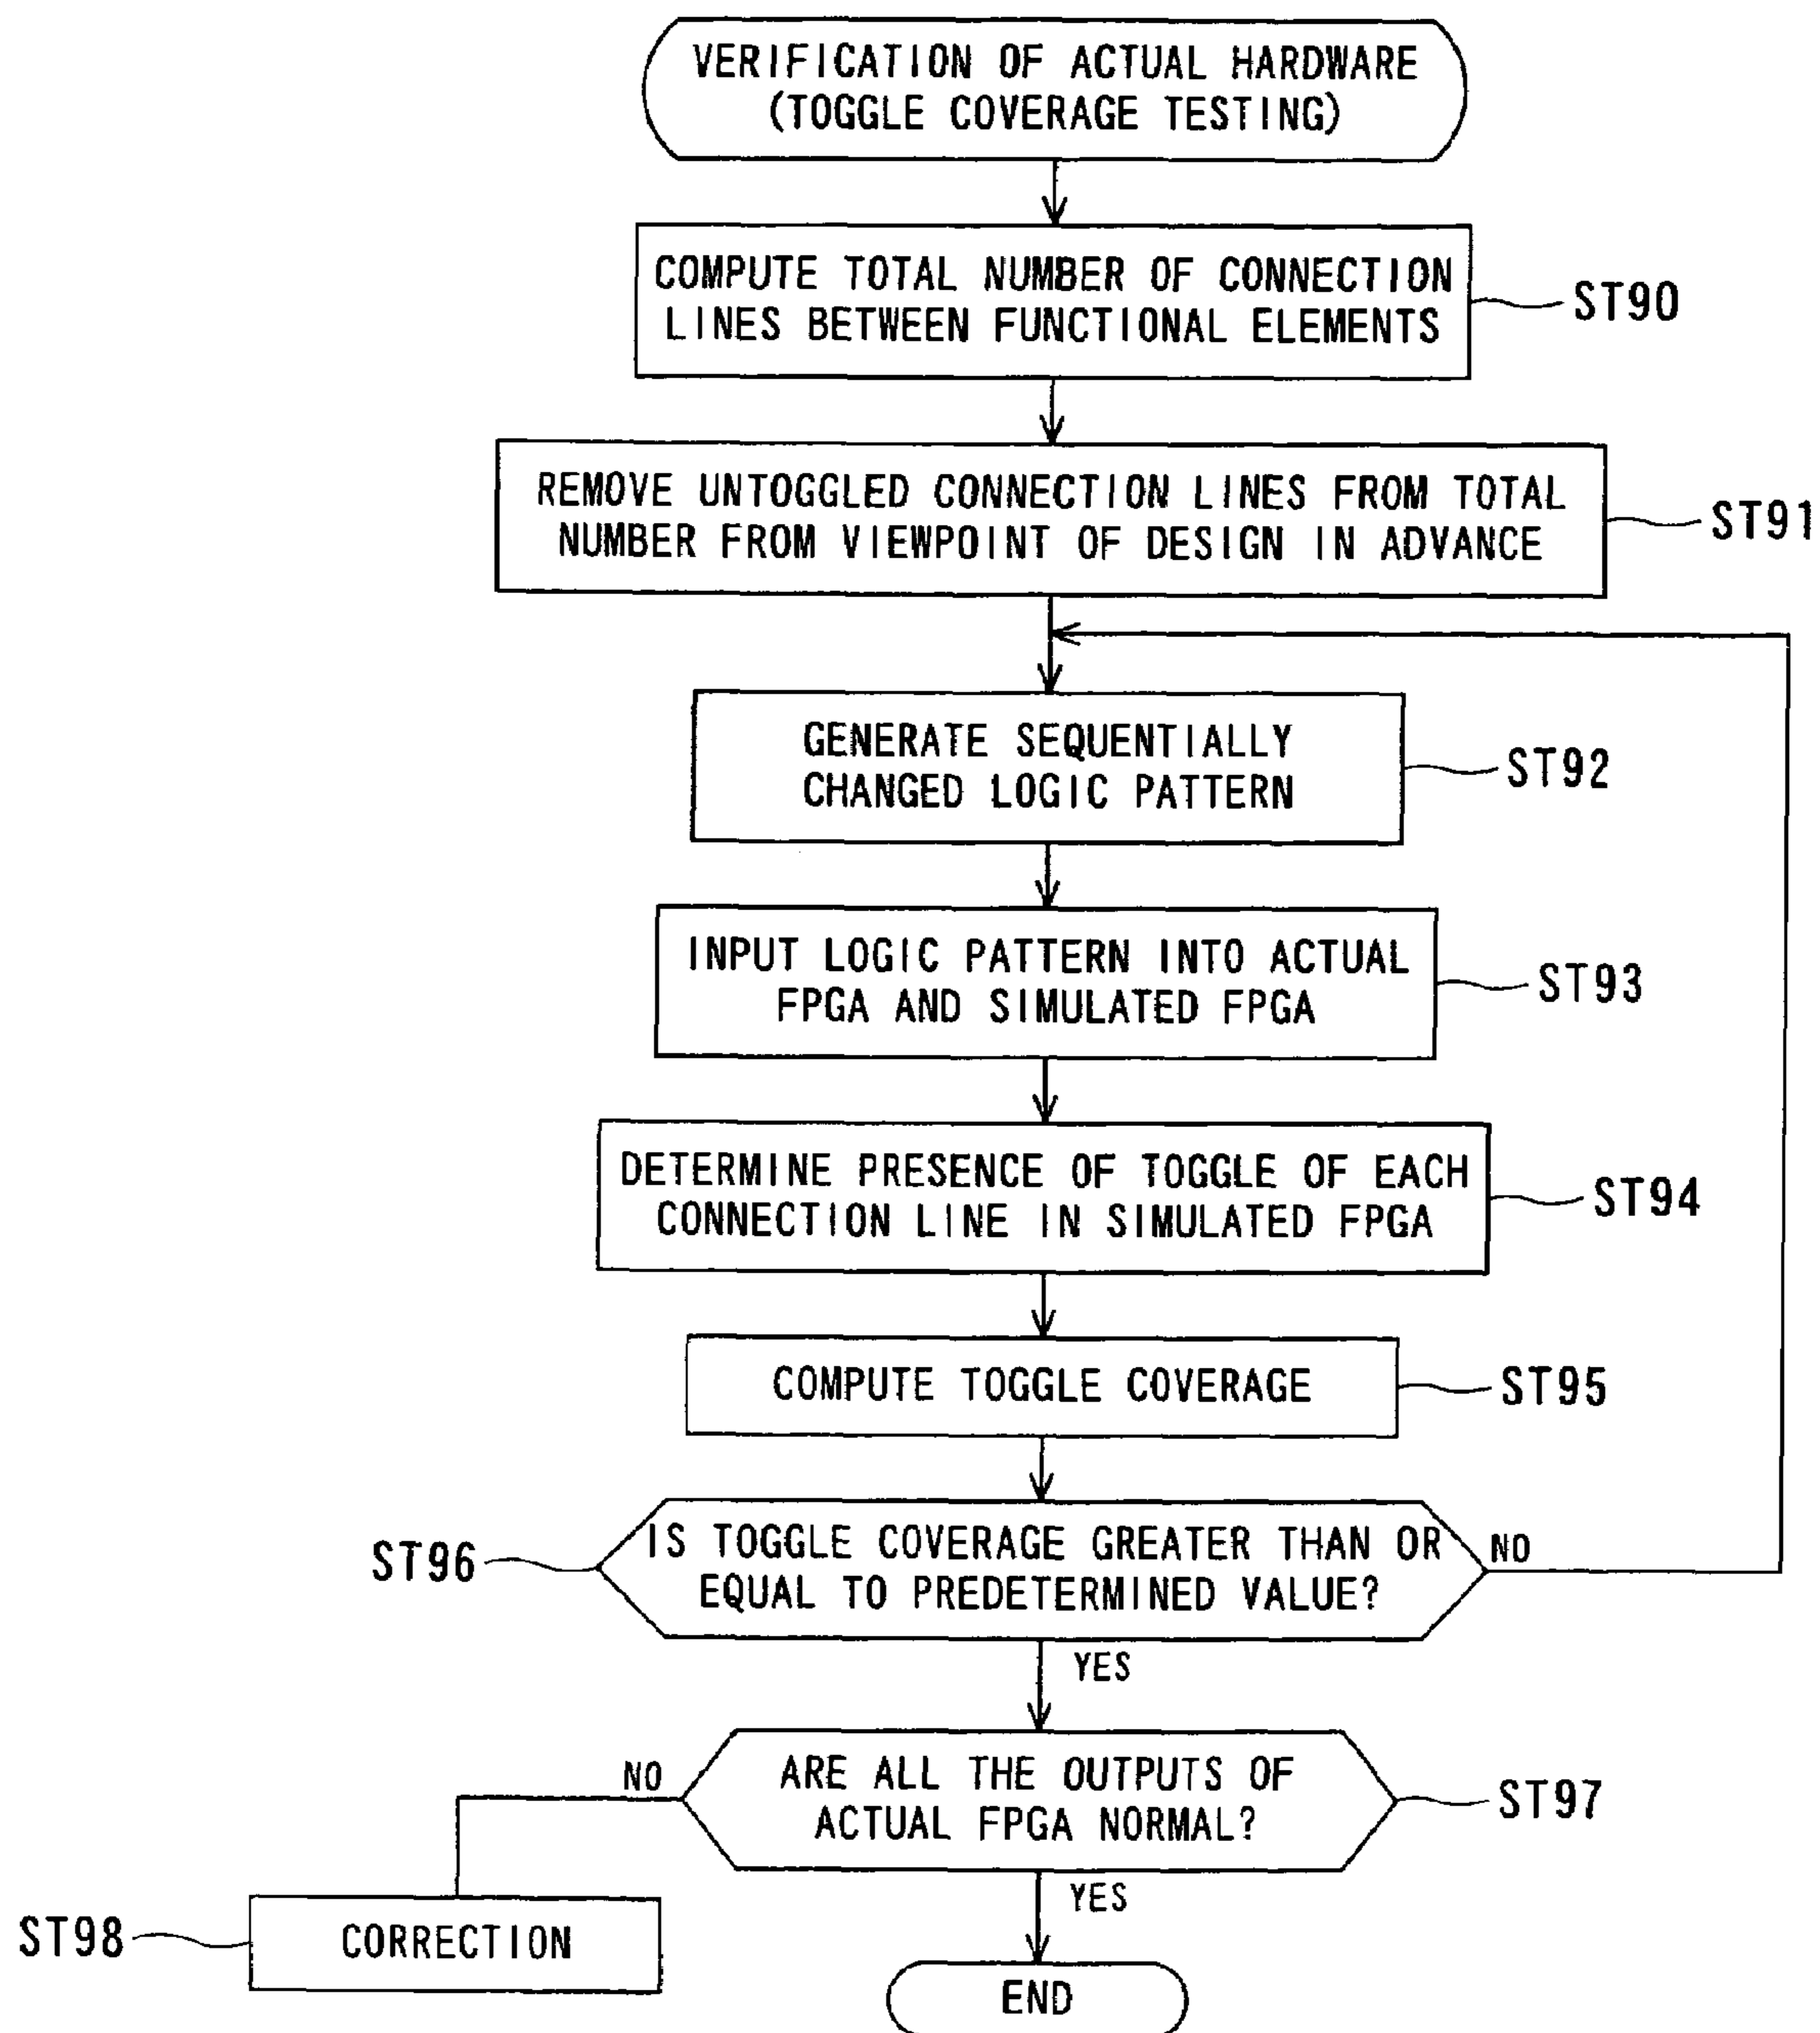 VERIFICATION OF ACTUAL HARDWARE
(TOGGLE COVERAGE TESTING)
COMPUTE TOTAL NUMBER OF CONNECTION
LINES BETWEEN FUNCTIONAL ELEMENTS
ST90
REMOVE UNTOGGLED CONNECTION LINES FROM TOTAL
NUMBER FROM VIEWPOINT OF DESIGN IN ADVANCE
ST91
GENERATE SEQUENTIALLY
CHANGED LOGIC PATTERN
ST92
INPUT LOGIC PATTERN INTO ACTUAL
FPGA AND SIMULATED FPGA
ST93
DETERMINE PRESENCE OF TOGGLE OF EACH
CONNECTION LINE IN SIMULATED FPGA
ST94
COMPUTE TOGGLE COVERAGE
ST95
ST96
IS TOGGLE COVERAGE GREATER THAN OR
EQUAL TO PREDETERMINED VALUE?
NO
YES
NO
ARE ALL THE OUTPUTS OF
ACTUAL FPGA NORMAL?
ST97
YES
ST98
CORRECTION
END